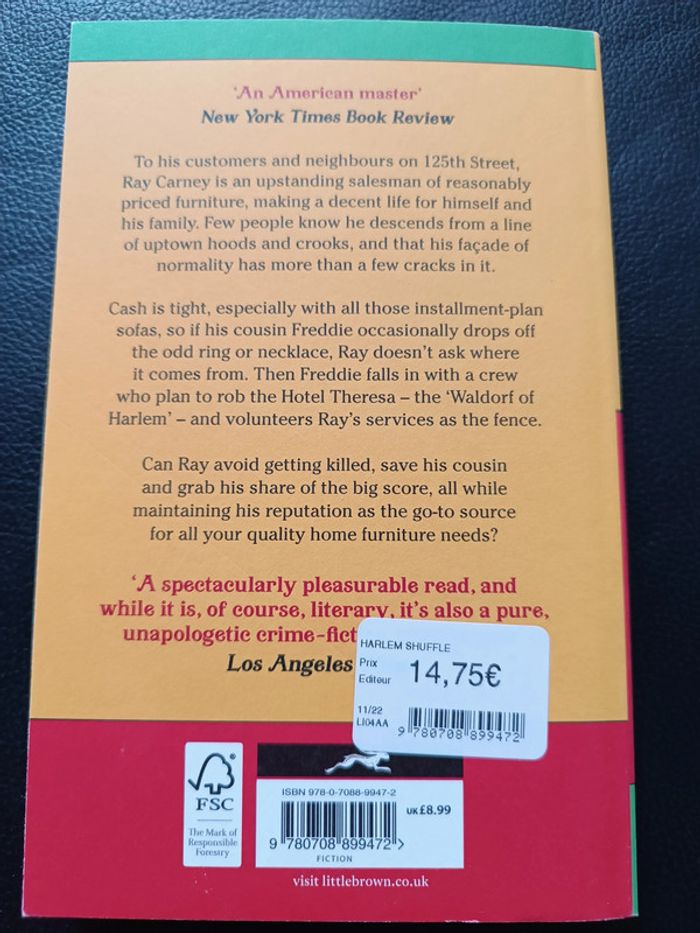 'An American master'
New York Times Book Review
To his customers and neighbours on 125th Street,
Ray Carney is an upstanding salesman of reasonably
priced furniture, making a decent life for himself and
his family. Few people know he descends from a line
of uptown hoods and crooks, and that his façade of
normality has more than a few cracks in it.
Cash is tight, especially with all those installment-plan
sofas, so if his cousin Freddie occasionally drops off
the odd ring or necklace, Ray doesn't ask where
it comes from. Then Freddie falls in with a crew
who plan to rob the Hotel Theresa – the 'Waldorf of
Harlem' – and volunteers Ray's services as the fence.
Can Ray avoid getting killed, save his cousin
and grab his share of the big score, all while
maintaining his reputation as the go-to source
for all your quality home furniture needs?
'A spectacularly pleasurable read, and
while it is, of course, literary, it's also a pure,
unapologetic crime-fict
Los Angeles
HARLEM SHUFFLE
Prix
Editeur
14,75€
11/22
LI04AA
9 780708 899472
FSC
The Mark of
Responsible
Forestry
ISBN 978-0-7088-9947-2
UK £8.99
9 780708 899472 >
FICTION
visit littlebrown.co.uk